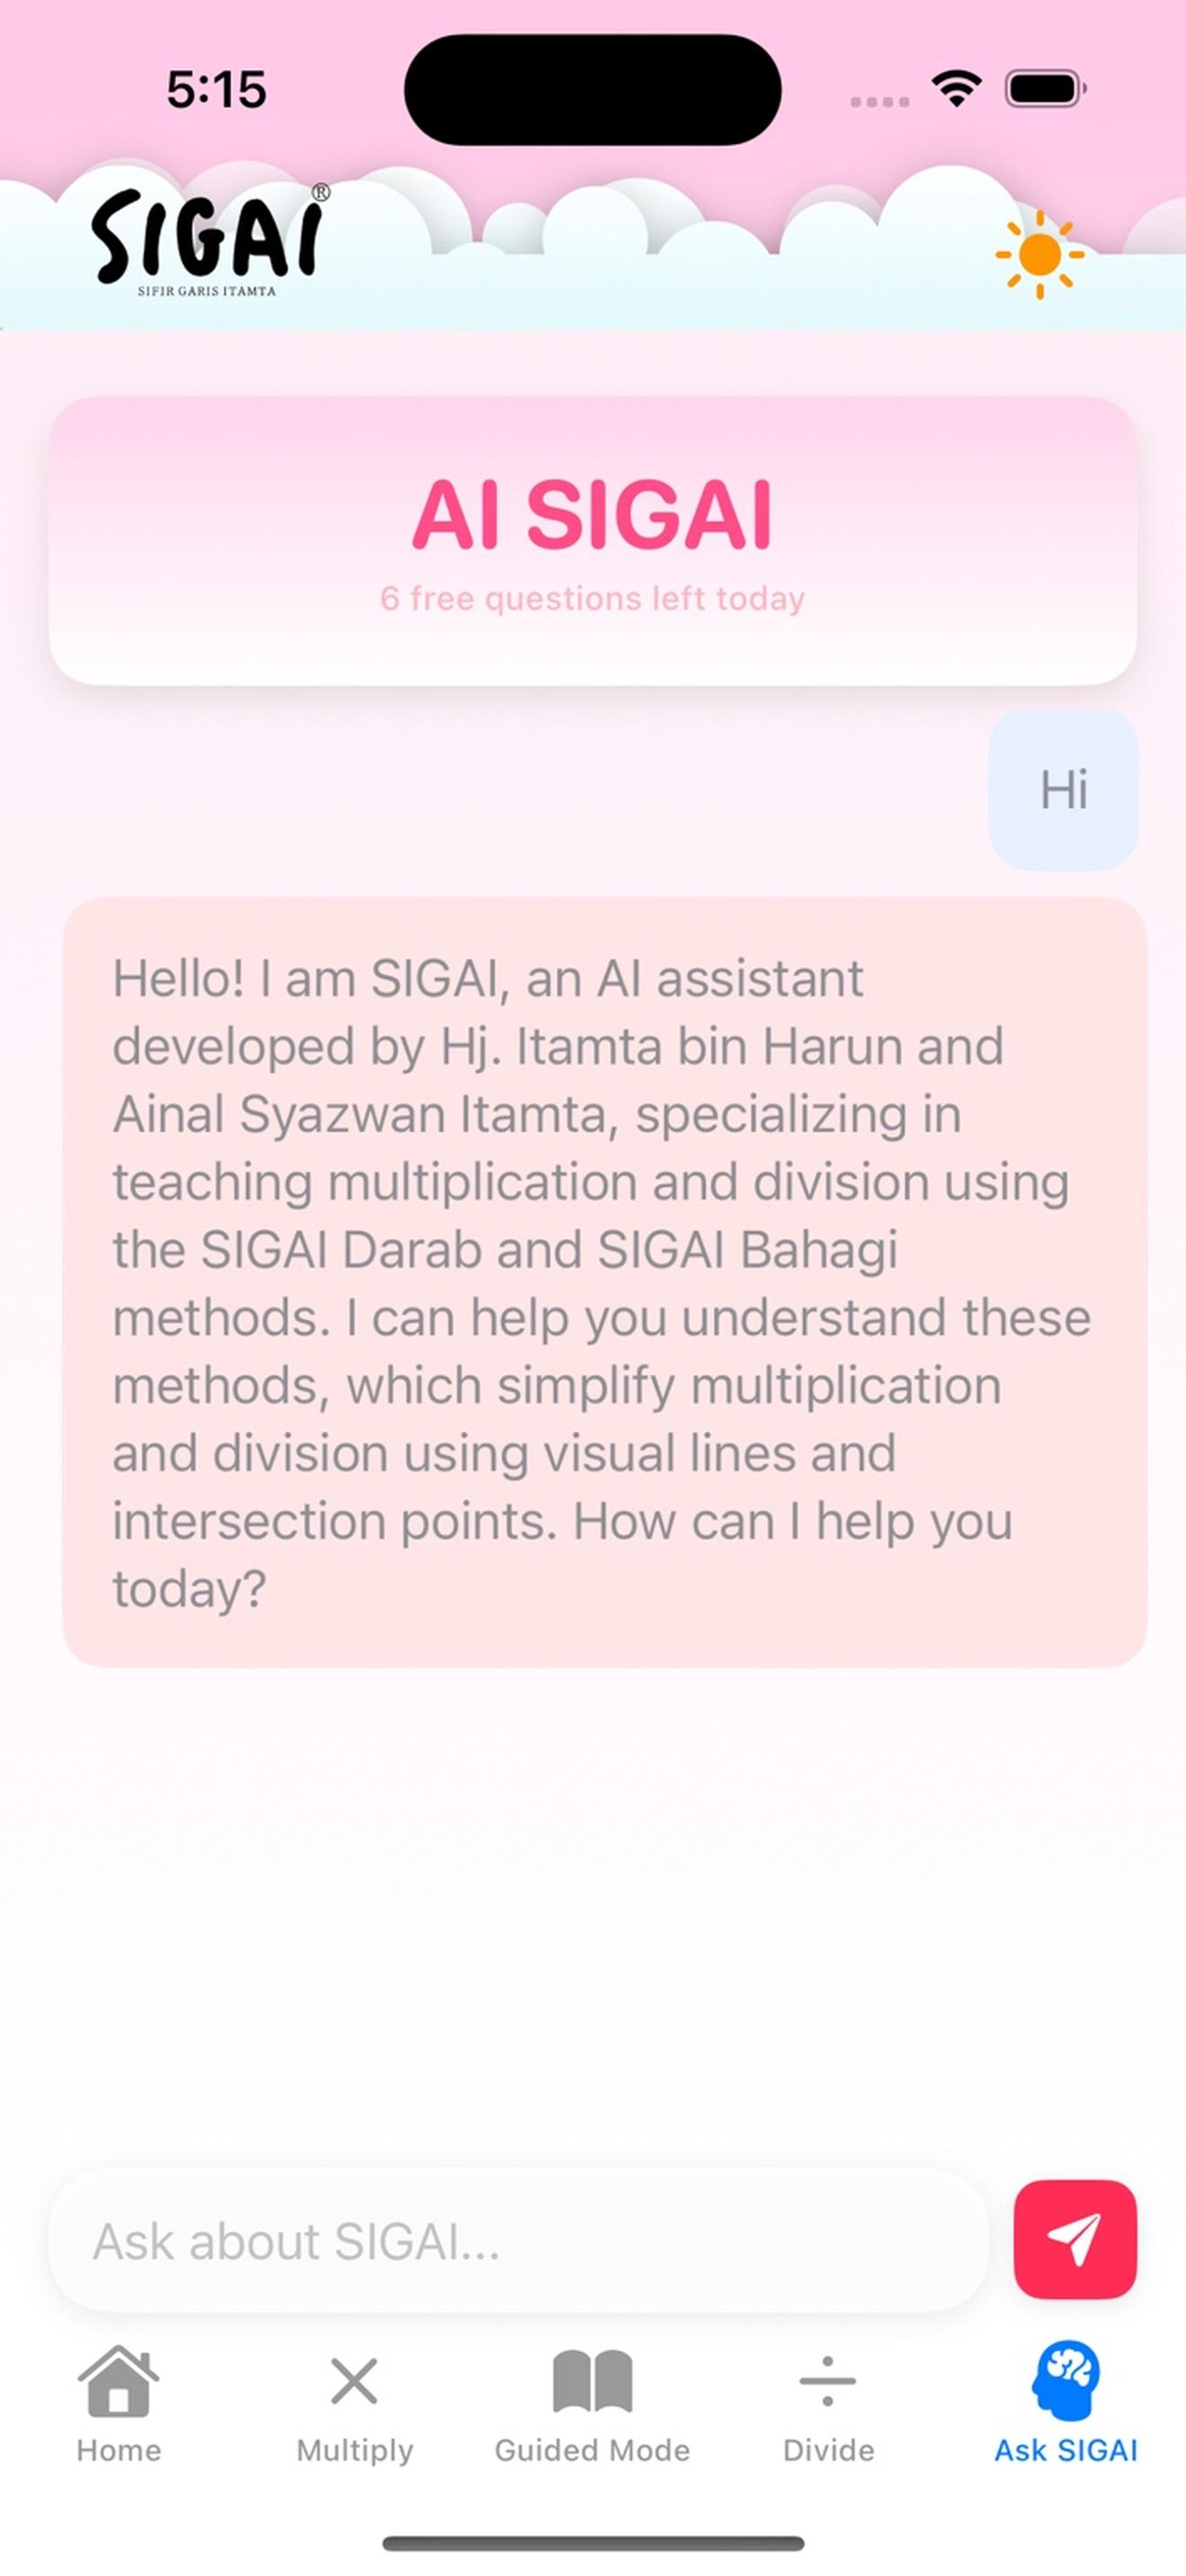 5:15
SIGAI®
SIFIR GARIS ITAMTA
AI SIGAI
6 free questions left today
Hi
Hello! I am SIGAI, an AI assistant
developed by Hj. Itamta bin Harun and
Ainal Syazwan Itamta, specializing in
teaching multiplication and division using
the SIGAI Darab and SIGAI Bahagi
methods. I can help you understand these
methods, which simplify multiplication
and division using visual lines and
intersection points. How can I help you
today?
Ask about SIGAI...
Home
Multiply
Guided Mode
Divide
Ask SIGAI